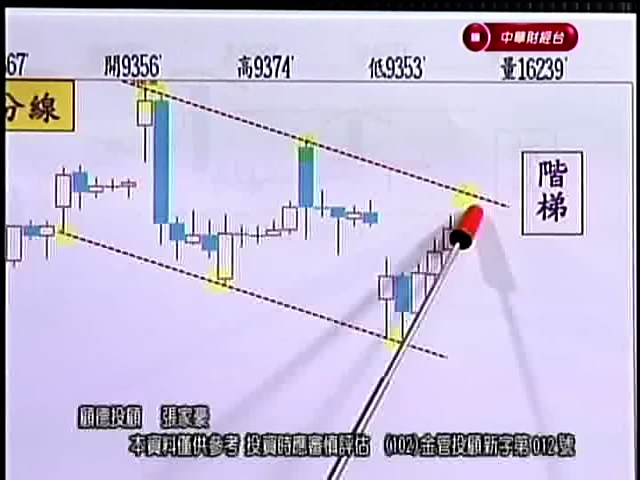 中華財經台
67' 開9356' 高9374' 低9353' 量16239'
分線
階梯
顧德投顧 張家豪
本資料僅供參考 投資時應審慎評估 (102)金管投顧新字第012號